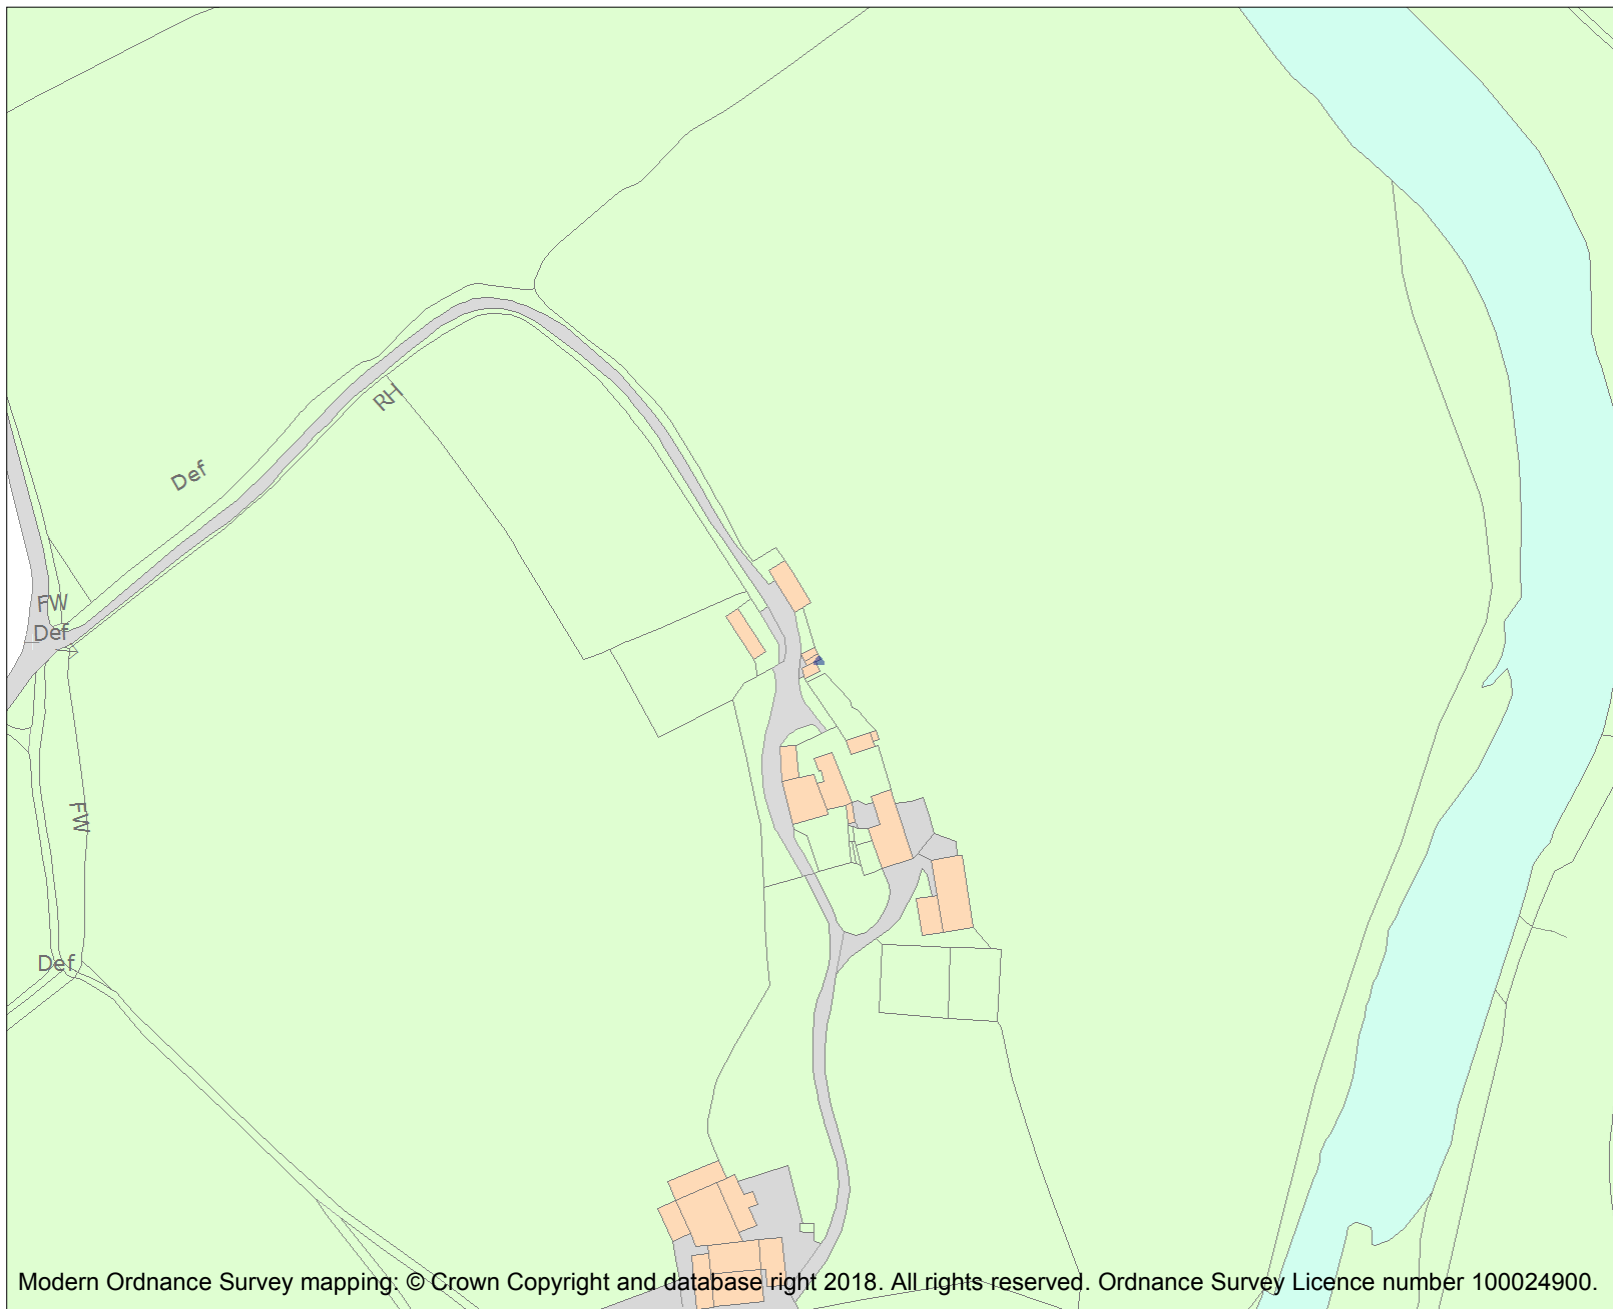 RH
Def
FW
Def
FW
Def
Modern Ordnance Survey mapping: © Crown Copyright and database right 2018. All rights reserved. Ordnance Survey Licence number 100024900.